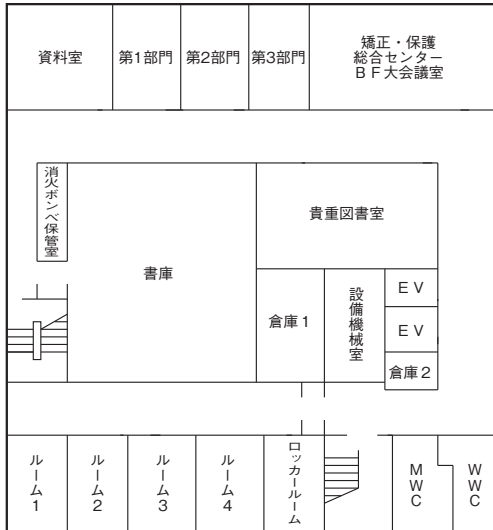 資料室
第1部門
第2部門
第3部門
矯正・保護
総合センター
ＢＦ大会議室
消火ボンベ保管室
貴重図書室
書庫
倉庫1
設備機械室
ＥＶ
ＥＶ
倉庫2
ルーム1
ルーム2
ルーム3
ルーム4
ロッカールーム
ＭＷＣ
ＷＷＣ